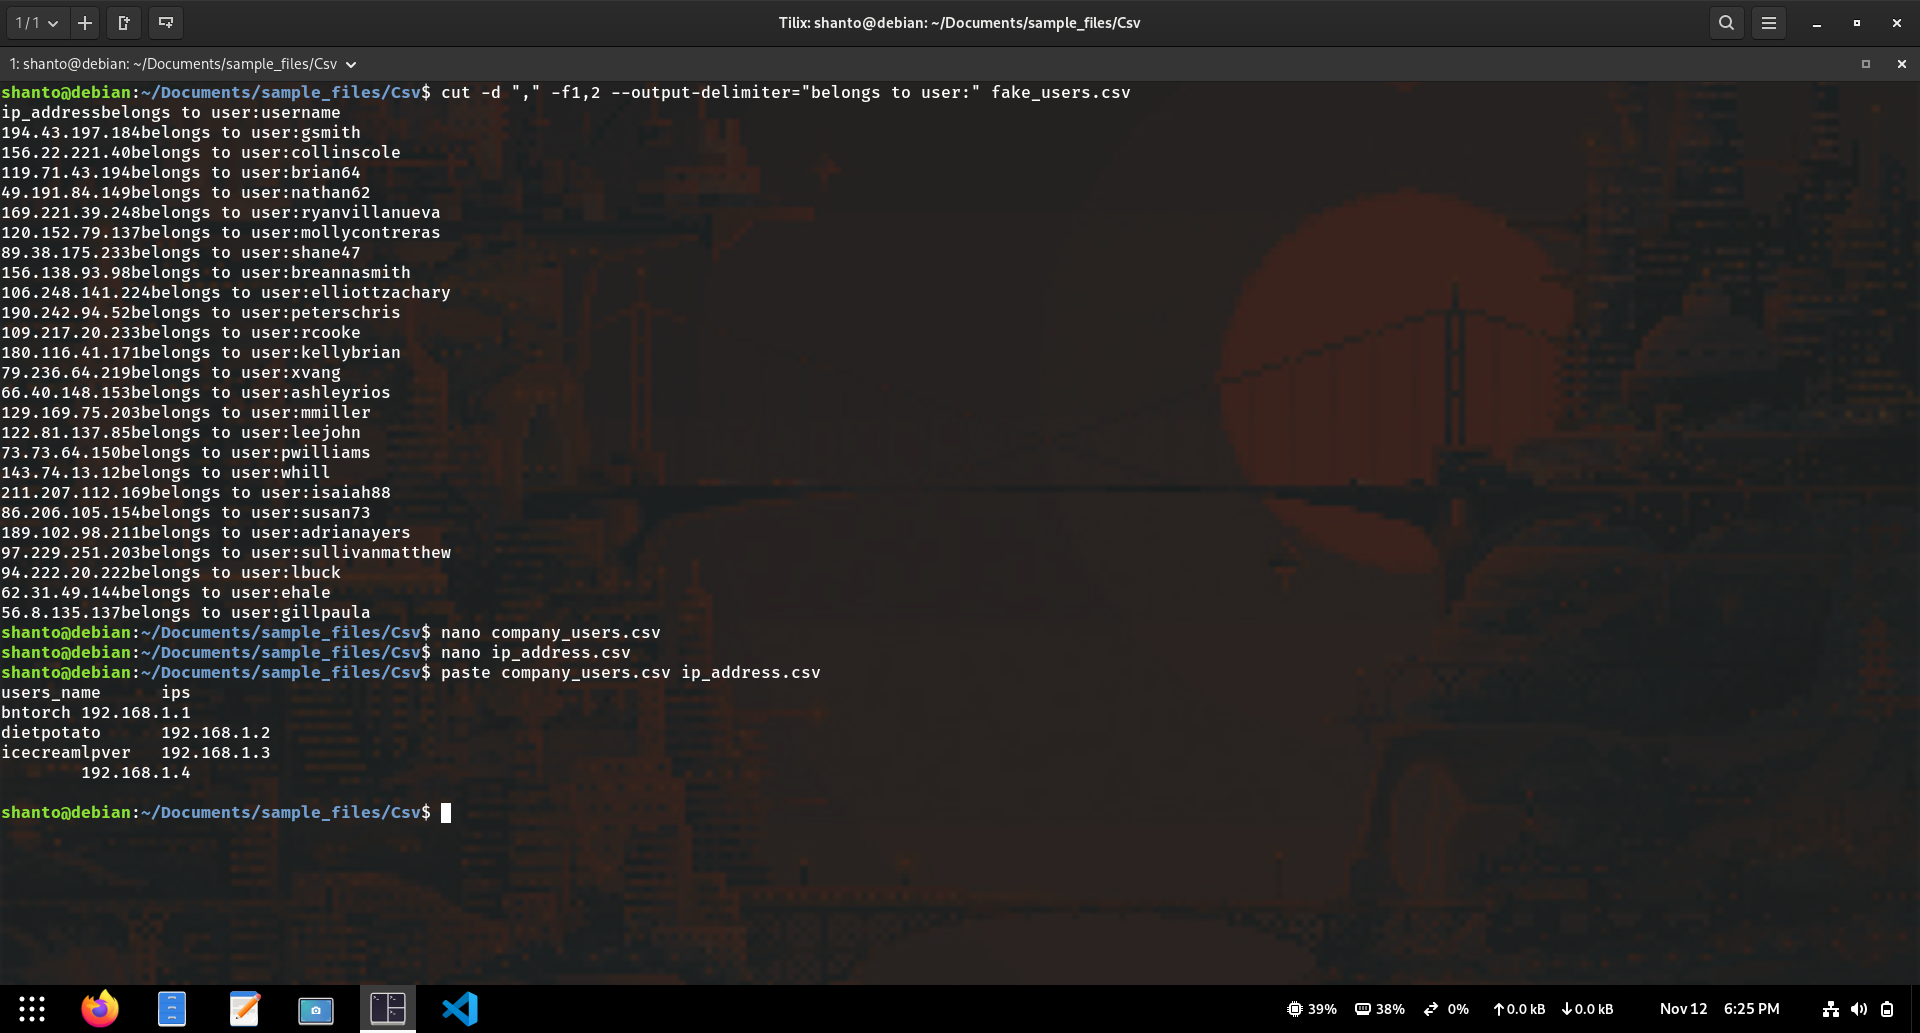 1 / 1
Tilix: shanto@debian: ~/Documents/sample_files/Csv
1: shanto@debian: ~/Documents/sample_files/Csv
shanto@debian:~/Documents/sample_files/Csv$ cut -d "," -f1,2 --output-delimiter="belongs to user:" fake_users.csv
ip_addressbelongs to user:username
194.43.197.184belongs to user:gsmith
156.22.221.40belongs to user:collinscole
119.71.43.194belongs to user:brian64
49.191.84.149belongs to user:nathan62
169.221.39.248belongs to user:ryanvillanueva
120.152.79.137belongs to user:mollycontreras
89.38.175.233belongs to user:shane47
156.138.93.98belongs to user:breannasmith
106.248.141.224belongs to user:elliottzachary
190.242.94.52belongs to user:peterschris
109.217.20.233belongs to user:rcooke
180.116.41.171belongs to user:kellybrian
79.236.64.219belongs to user:xvang
66.40.148.153belongs to user:ashleyrios
129.169.75.203belongs to user:mmiller
122.81.137.85belongs to user:leejohn
73.73.64.150belongs to user:pwilliams
143.74.13.12belongs to user:whill
211.207.112.169belongs to user:isaiah88
86.206.105.154belongs to user:susan73
189.102.98.211belongs to user:adrianayers
97.229.251.203belongs to user:sullivanmatthew
94.222.20.222belongs to user:lbuck
62.31.49.144belongs to user:ehale
56.8.135.137belongs to user:gillpaula
shanto@debian:~/Documents/sample_files/Csv$ nano company_users.csv
shanto@debian:~/Documents/sample_files/Csv$ nano ip_address.csv
shanto@debian:~/Documents/sample_files/Csv$ paste company_users.csv ip_address.csv
users_name      ips
bntorch 192.168.1.1
dietpotato      192.168.1.2
icecreamlpver   192.168.1.3
        192.168.1.4
shanto@debian:~/Documents/sample_files/Csv$
39% 38% 0% 0.0 kB 0.0 kB Nov 12 6:25 PM